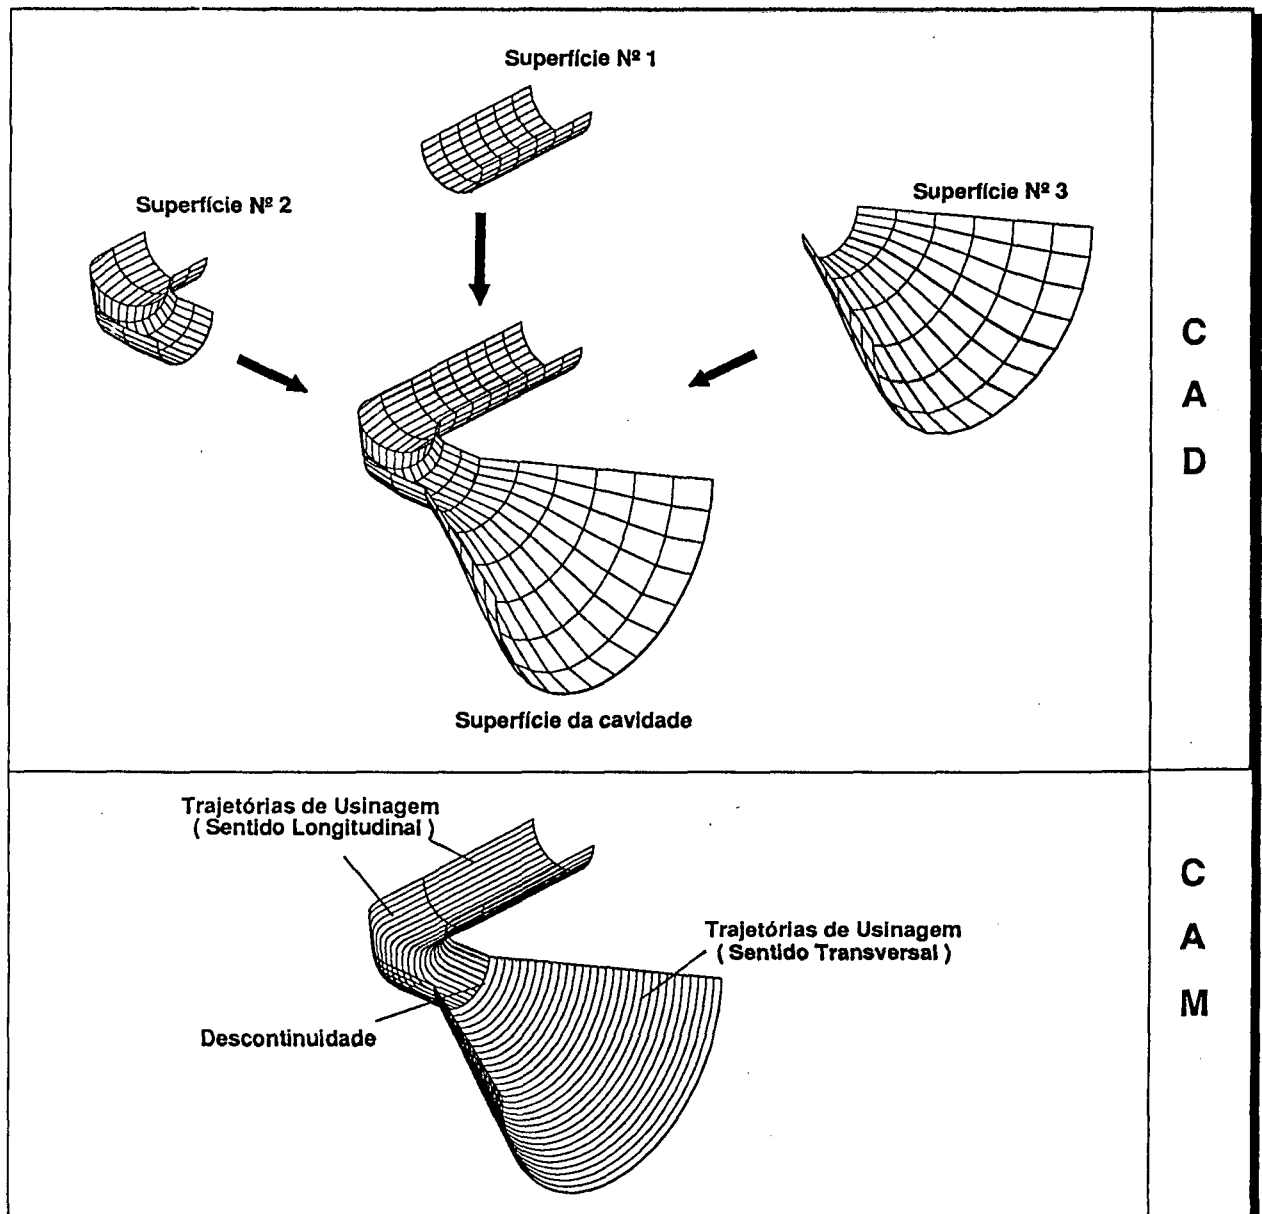 Superfície Nº 1
Superfície Nº 2
Superfície Nº 3
Superfície da cavidade
C
A
D
Trajetórias de Usinagem
( Sentido Longitudinal )
Trajetórias de Usinagem
( Sentido Transversal )
Descontinuidade
C
A
M